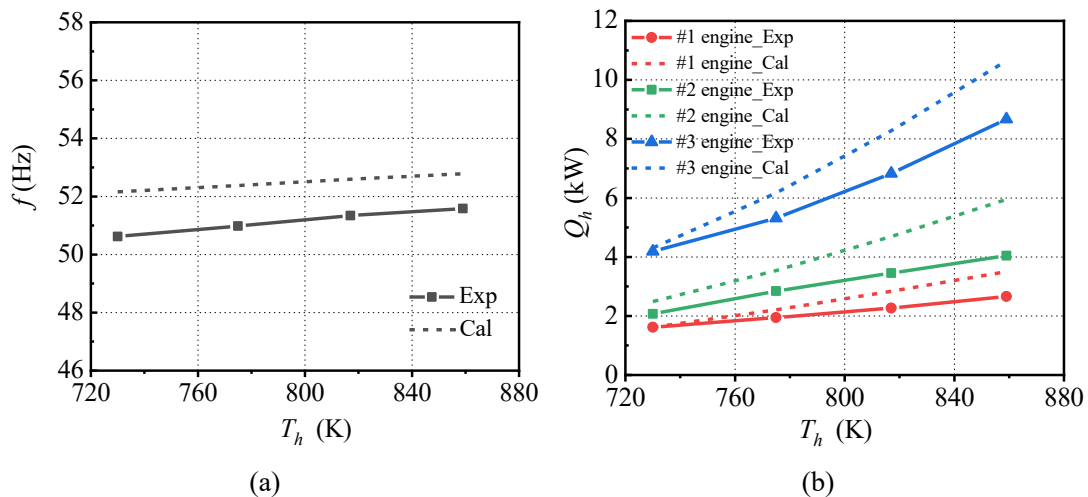 58
56
54
52
50
48
46
f (Hz)
Exp
Cal
720 760 800 840 880
T_h (K)
(a)
12
10
8
6
4
2
0
Q_h (kW)
#1 engine_Exp
#1 engine_Cal
#2 engine_Exp
#2 engine_Cal
#3 engine_Exp
#3 engine_Cal
720 760 800 840 880
T_h (K)
(b)